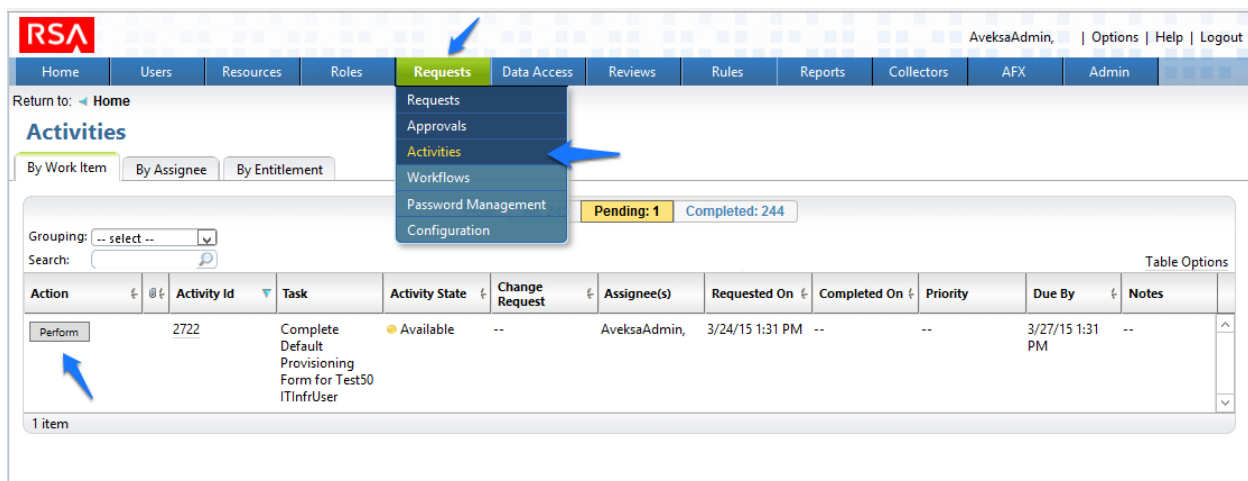 RSA
AveksaAdmin, | Options | Help | Logout
Home Users Resources Roles Requests Data Access Reviews Rules Reports Collectors AFX Admin
Return to: Home
Requests
Approvals
Activities
Workflows
Password Management
Configuration
Activities
By Work Item By Assignee By Entitlement
Pending: 1 Completed: 244
Grouping: -- select --
Search:
Table Options
Action Activity Id Task Activity State Change Request Assignee(s) Requested On Completed On Priority Due By Notes
Perform 2722 Complete Available -- AveksaAdmin, 3/24/15 1:31 PM -- -- 3/27/15 1:31 --
Default PM
Provisioning
Form for Test50
ITInfrUser
1 item